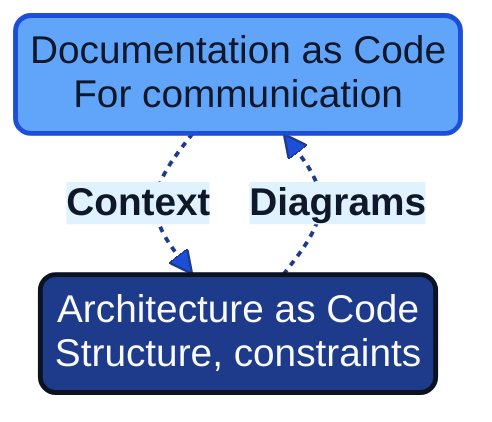 Documentation as Code
For communication
Context
Diagrams
Architecture as Code
Structure, constraints